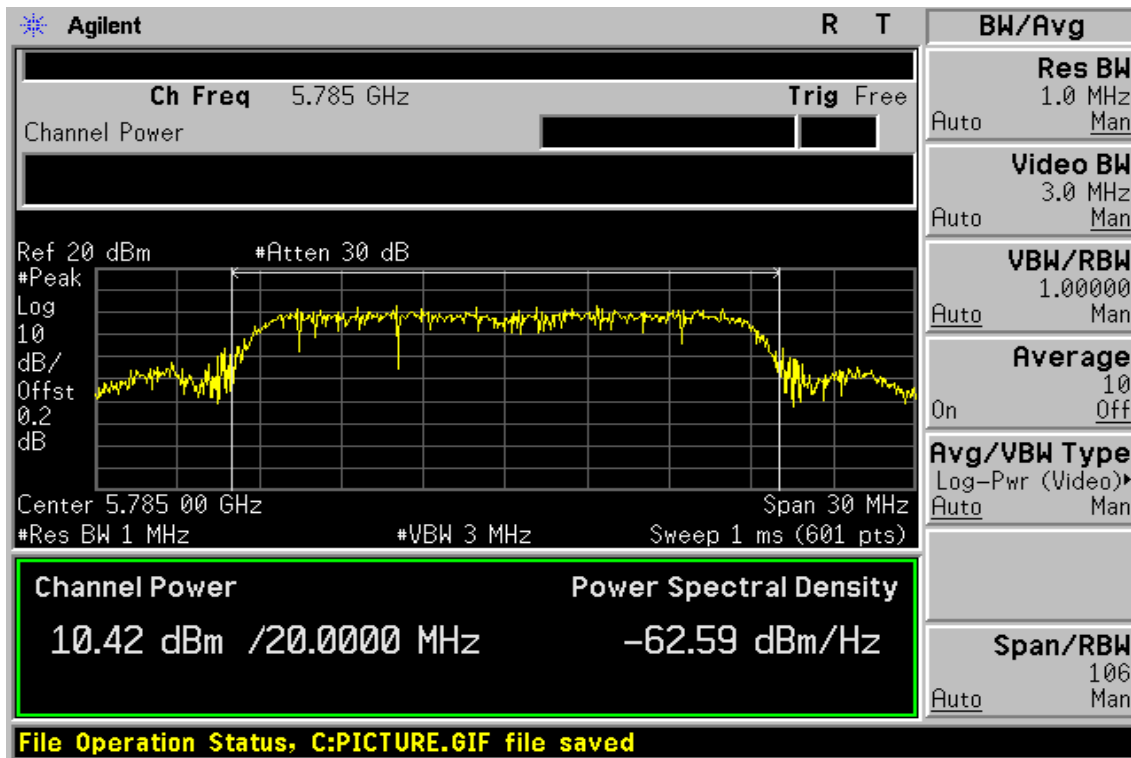 Agilent R T
Ch Freq 5.785 GHz Trig Free
Channel Power
Ref 20 dBm #Atten 30 dB
#Peak
Log
10
dB/
Offst
0.2
dB
Center 5.785 00 GHz Span 30 MHz
#Res BW 1 MHz #VBW 3 MHz Sweep 1 ms (601 pts)
Channel Power Power Spectral Density
10.42 dBm /20.0000 MHz -62.59 dBm/Hz
File Operation Status, C:PICTURE.GIF file saved
BW/Avg
Res BW
1.0 MHz
Auto Man
Video BW
3.0 MHz
Auto Man
VBW/RBW
1.00000
Auto Man
Average
10
On Off
Avg/VBW Type
Log-Pwr (Video)
Auto Man
Span/RBW
106
Auto Man